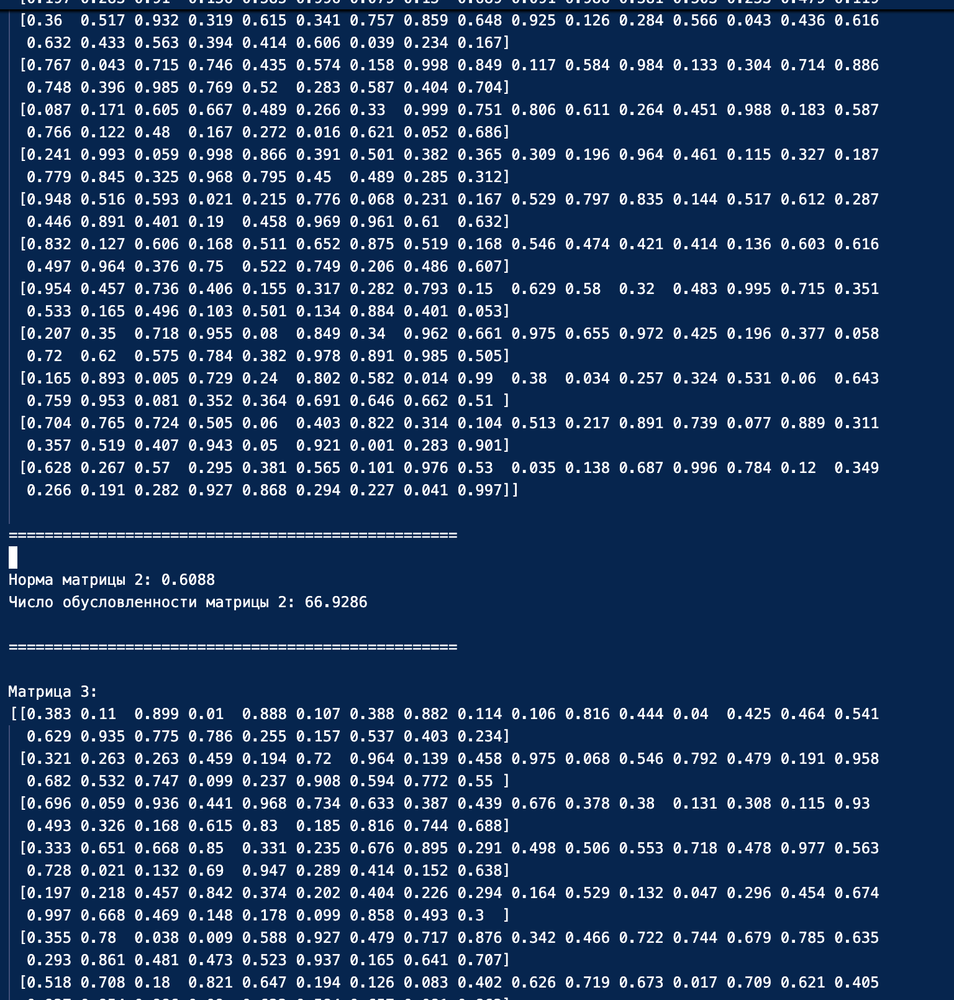 [0.36  0.517 0.932 0.319 0.615 0.341 0.757 0.859 0.648 0.925 0.126 0.284 0.566 0.043 0.436 0.616
0.632 0.433 0.563 0.394 0.414 0.606 0.039 0.234 0.167]
[0.767 0.043 0.715 0.746 0.435 0.574 0.158 0.998 0.849 0.117 0.584 0.984 0.133 0.304 0.714 0.886
0.748 0.396 0.985 0.769 0.52  0.283 0.587 0.404 0.704]
[0.087 0.171 0.605 0.667 0.489 0.266 0.33  0.999 0.751 0.806 0.611 0.264 0.451 0.988 0.183 0.587
0.766 0.122 0.48  0.167 0.272 0.016 0.621 0.052 0.686]
[0.241 0.993 0.059 0.998 0.866 0.391 0.501 0.382 0.365 0.309 0.196 0.964 0.461 0.115 0.327 0.187
0.779 0.845 0.325 0.968 0.795 0.45  0.489 0.285 0.312]
[0.948 0.516 0.593 0.021 0.215 0.776 0.068 0.231 0.167 0.529 0.797 0.835 0.144 0.517 0.612 0.287
0.446 0.891 0.401 0.19  0.458 0.969 0.961 0.61  0.632]
[0.832 0.127 0.606 0.168 0.511 0.652 0.875 0.519 0.168 0.546 0.474 0.421 0.414 0.136 0.603 0.616
0.497 0.964 0.376 0.75  0.522 0.749 0.206 0.486 0.607]
[0.954 0.457 0.736 0.406 0.155 0.317 0.282 0.793 0.15  0.629 0.58  0.32  0.483 0.995 0.715 0.351
0.533 0.165 0.496 0.103 0.501 0.134 0.884 0.401 0.053]
[0.207 0.35  0.718 0.955 0.08  0.849 0.34  0.962 0.661 0.975 0.655 0.972 0.425 0.196 0.377 0.058
0.72  0.62  0.575 0.784 0.382 0.978 0.891 0.985 0.505]
[0.165 0.893 0.005 0.729 0.24  0.802 0.582 0.014 0.99  0.38  0.034 0.257 0.324 0.531 0.06  0.643
0.759 0.953 0.081 0.352 0.364 0.691 0.646 0.662 0.51 ]
[0.704 0.765 0.724 0.505 0.06  0.403 0.822 0.314 0.104 0.513 0.217 0.891 0.739 0.077 0.889 0.311
0.357 0.519 0.407 0.943 0.05  0.921 0.001 0.283 0.901]
[0.628 0.267 0.57  0.295 0.381 0.565 0.101 0.976 0.53  0.035 0.138 0.687 0.996 0.784 0.12  0.349
0.266 0.191 0.282 0.927 0.868 0.294 0.227 0.041 0.997]]
==================================================
Норма матрицы 2: 0.6088
Число обусловленности матрицы 2: 66.9286
==================================================
Матрица 3:
[[0.383 0.11  0.899 0.01  0.888 0.107 0.388 0.882 0.114 0.106 0.816 0.444 0.04  0.425 0.464 0.541
0.629 0.935 0.775 0.786 0.255 0.157 0.537 0.403 0.234]
[0.321 0.263 0.263 0.459 0.194 0.72  0.964 0.139 0.458 0.975 0.068 0.546 0.792 0.479 0.191 0.958
0.682 0.532 0.747 0.099 0.237 0.908 0.594 0.772 0.55 ]
[0.696 0.059 0.936 0.441 0.968 0.734 0.633 0.387 0.439 0.676 0.378 0.38  0.131 0.308 0.115 0.93
0.493 0.326 0.168 0.615 0.83  0.185 0.816 0.744 0.688]
[0.333 0.651 0.668 0.85  0.331 0.235 0.676 0.895 0.291 0.498 0.506 0.553 0.718 0.478 0.977 0.563
0.728 0.021 0.132 0.69  0.947 0.289 0.414 0.152 0.638]
[0.197 0.218 0.457 0.842 0.374 0.202 0.404 0.226 0.294 0.164 0.529 0.132 0.047 0.296 0.454 0.674
0.997 0.668 0.469 0.148 0.178 0.099 0.858 0.493 0.3  ]
[0.355 0.78  0.038 0.009 0.588 0.927 0.479 0.717 0.876 0.342 0.466 0.722 0.744 0.679 0.785 0.635
0.293 0.861 0.481 0.473 0.523 0.937 0.165 0.641 0.707]
[0.518 0.708 0.18  0.821 0.647 0.194 0.126 0.083 0.402 0.626 0.719 0.673 0.017 0.709 0.621 0.405